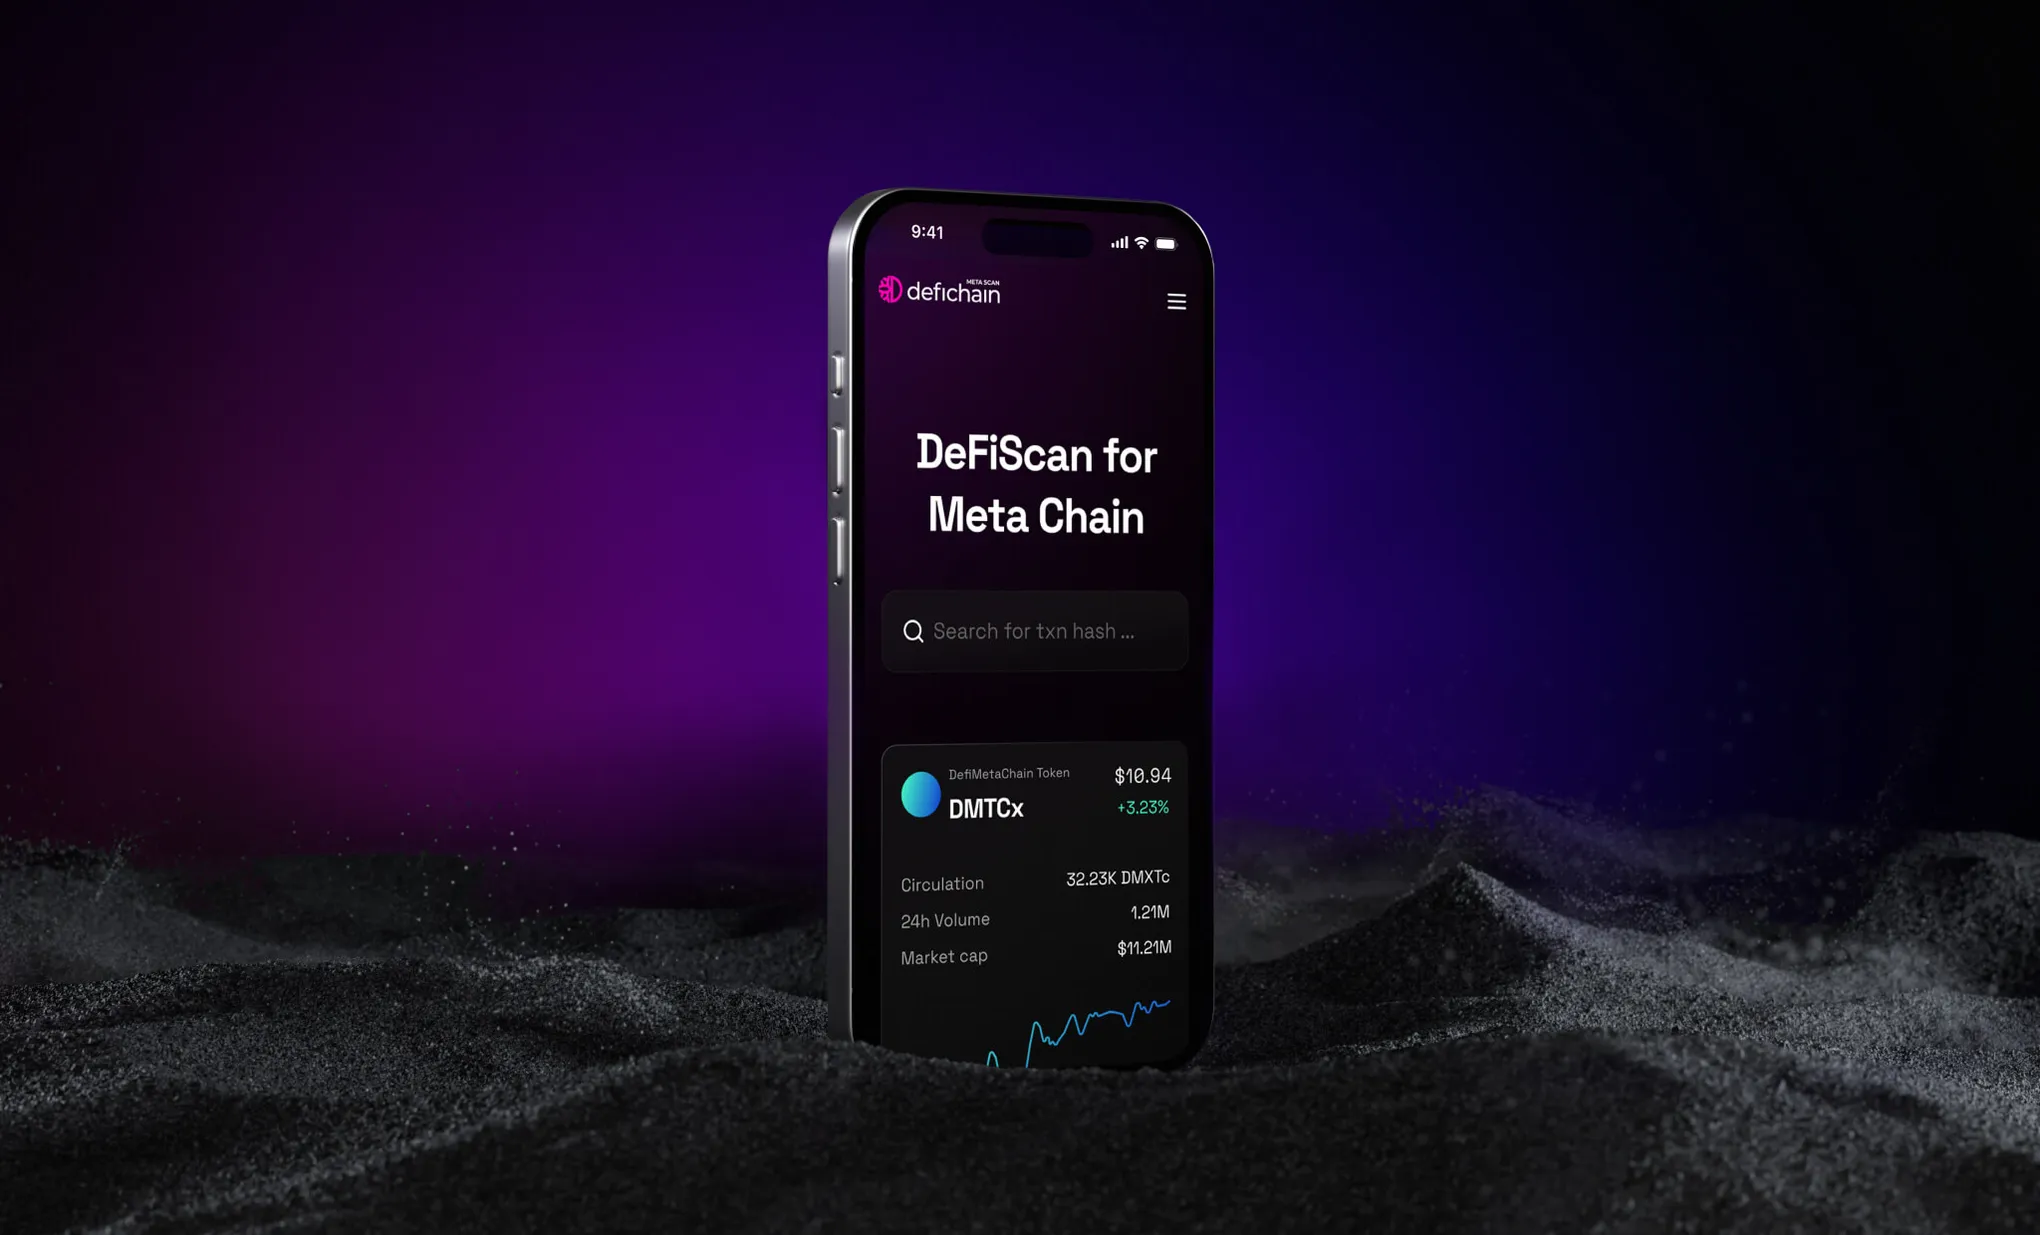 9:41
META SCAN
defichain
DeFiScan for
Meta Chain
Search for txn hash ...
DefiMetaChain Token
$10.94
DMTCx
+3.23%
Circulation
32.23K DMXTc
24h Volume
1.21M
Market cap
$11.21M